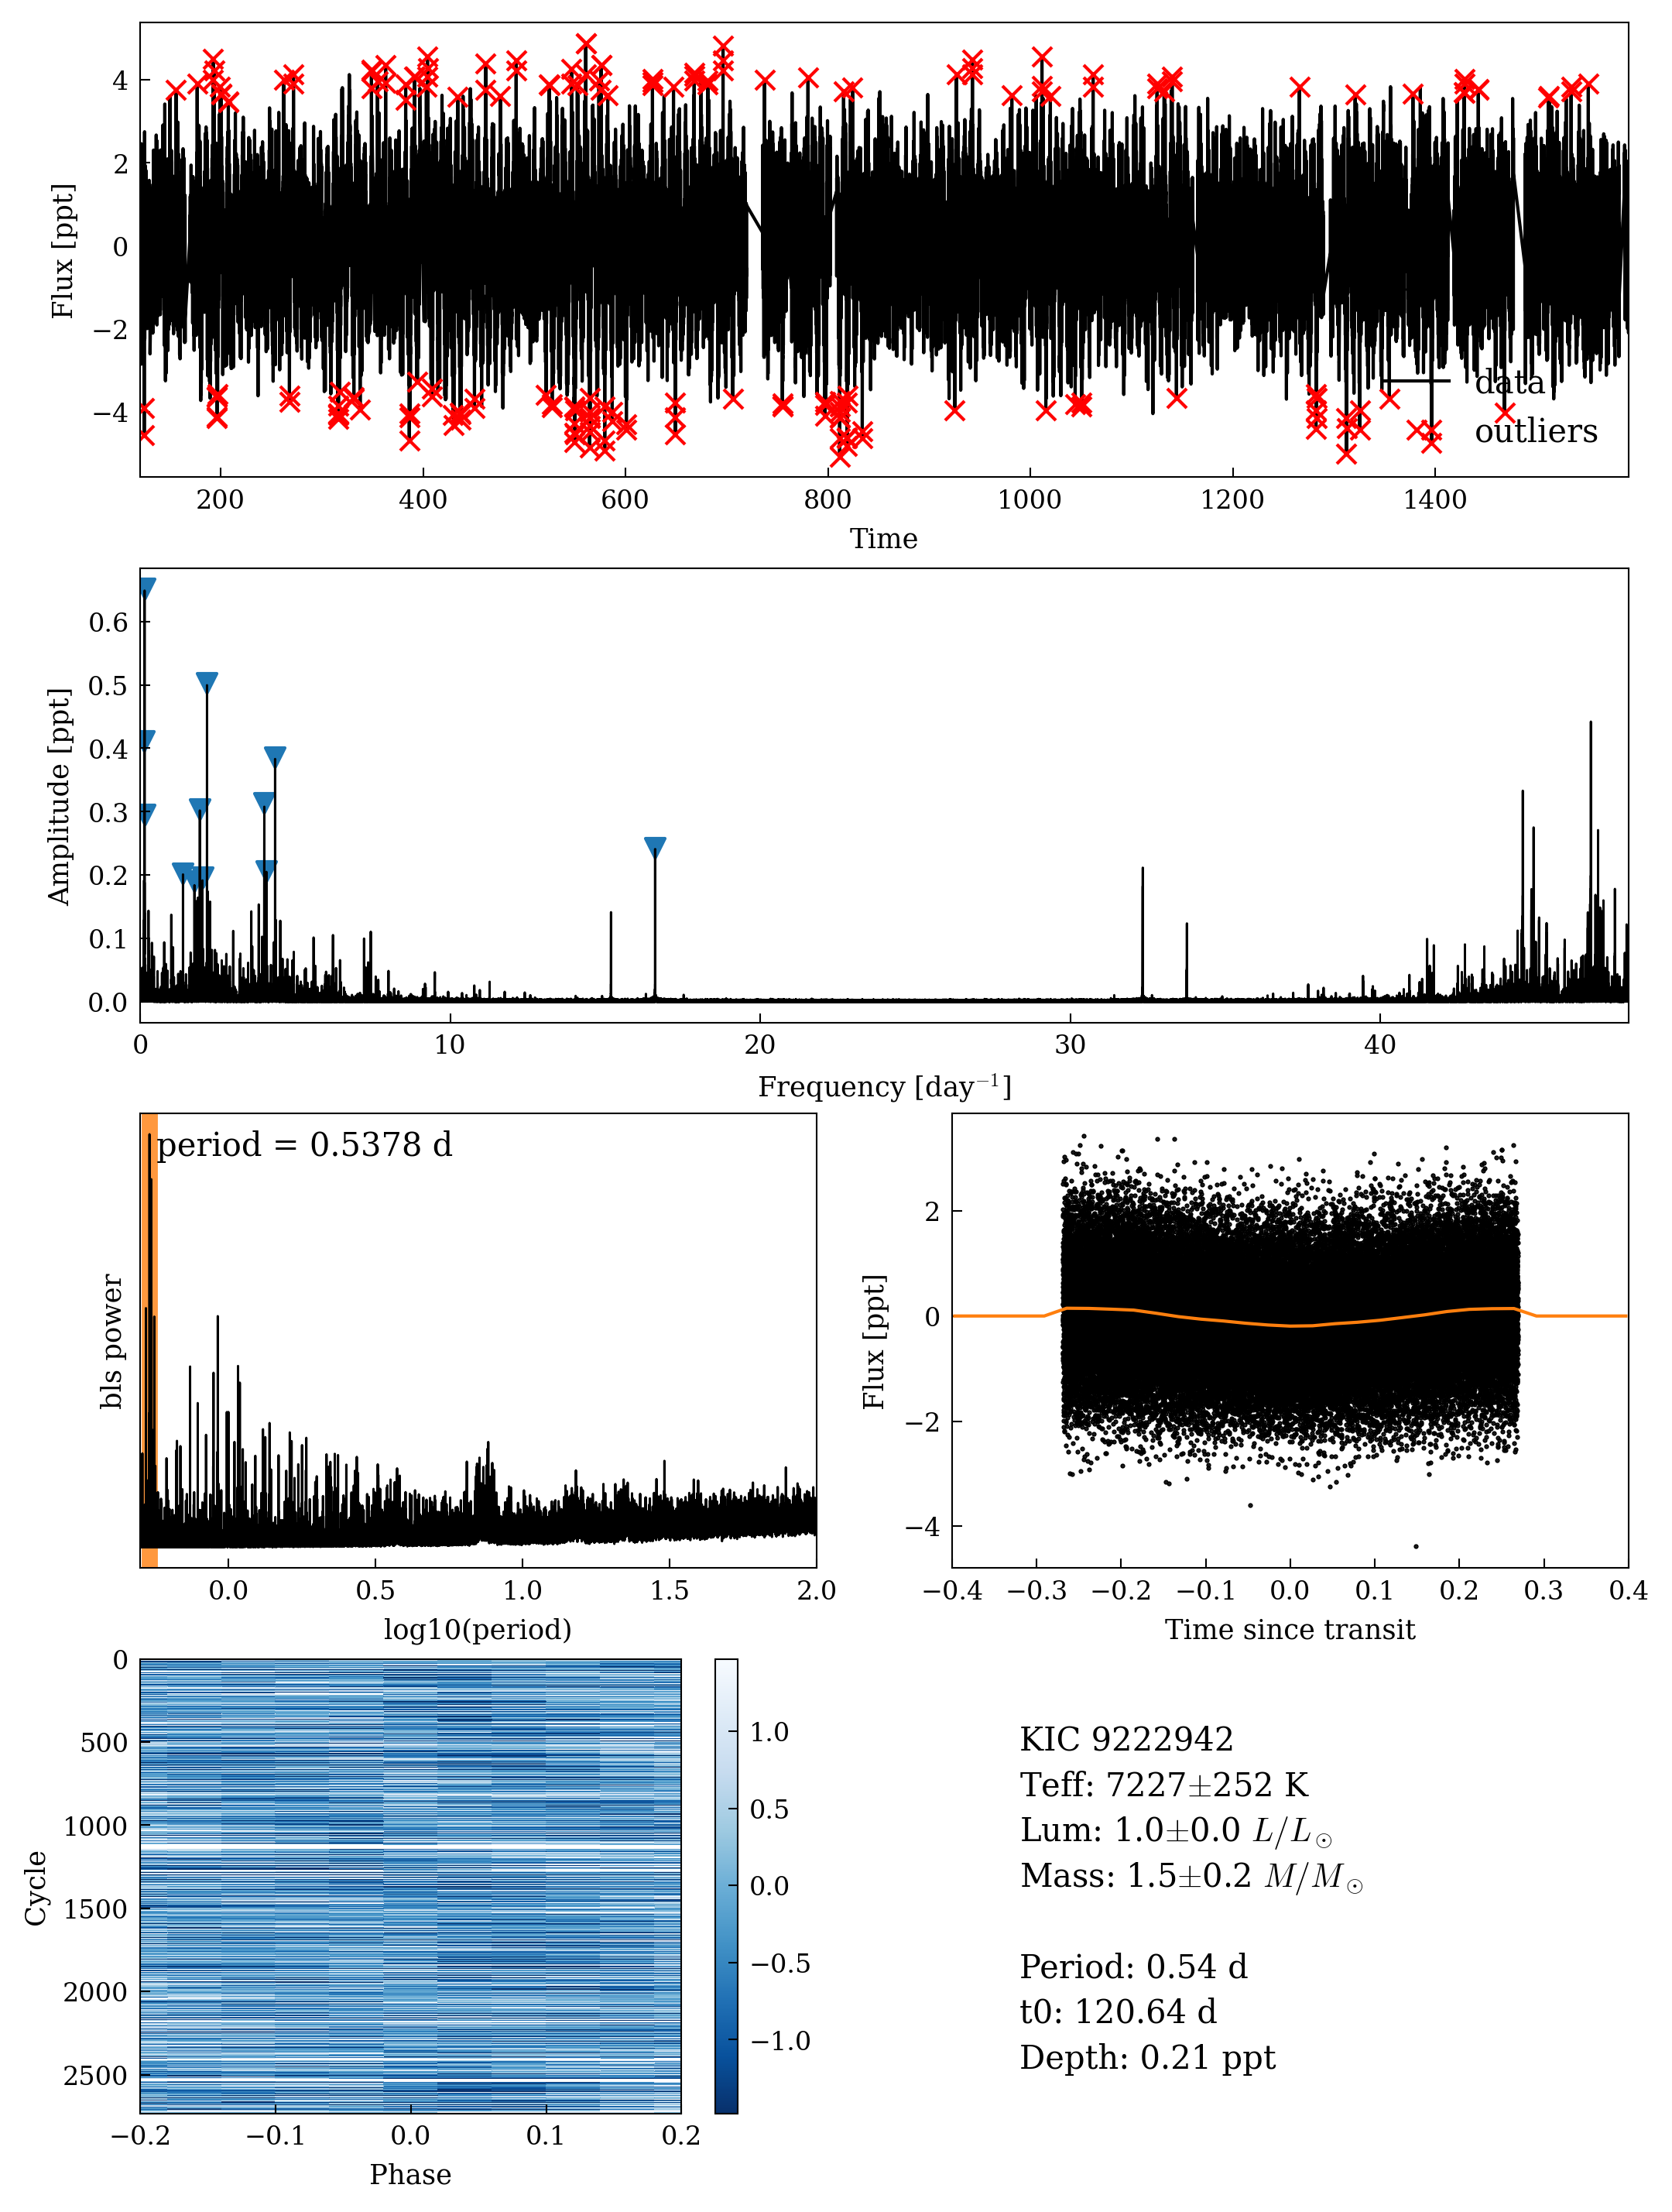 4
2
0
−2
−4
Flux [ppt]
data
outliers
200 400 600 800 1000 1200 1400
Time
0.6
0.5
0.4
0.3
0.2
0.1
0.0
Amplitude [ppt]
0 10 20 30 40
Frequency [day⁻¹]
period = 0.5378 d
bls power
0.0 0.5 1.0 1.5 2.0
log10(period)
2
0
−2
−4
Flux [ppt]
−0.4 −0.3 −0.2 −0.1 0.0 0.1 0.2 0.3 0.4
Time since transit
0
500
1000
1500
2000
2500
Cycle
−0.2 −0.1 0.0 0.1 0.2
Phase
1.0
0.5
0.0
−0.5
−1.0
KIC 9222942
Teff: 7227±252 K
Lum: 1.0±0.0 L/L⊙
Mass: 1.5±0.2 M/M⊙
Period: 0.54 d
t0: 120.64 d
Depth: 0.21 ppt